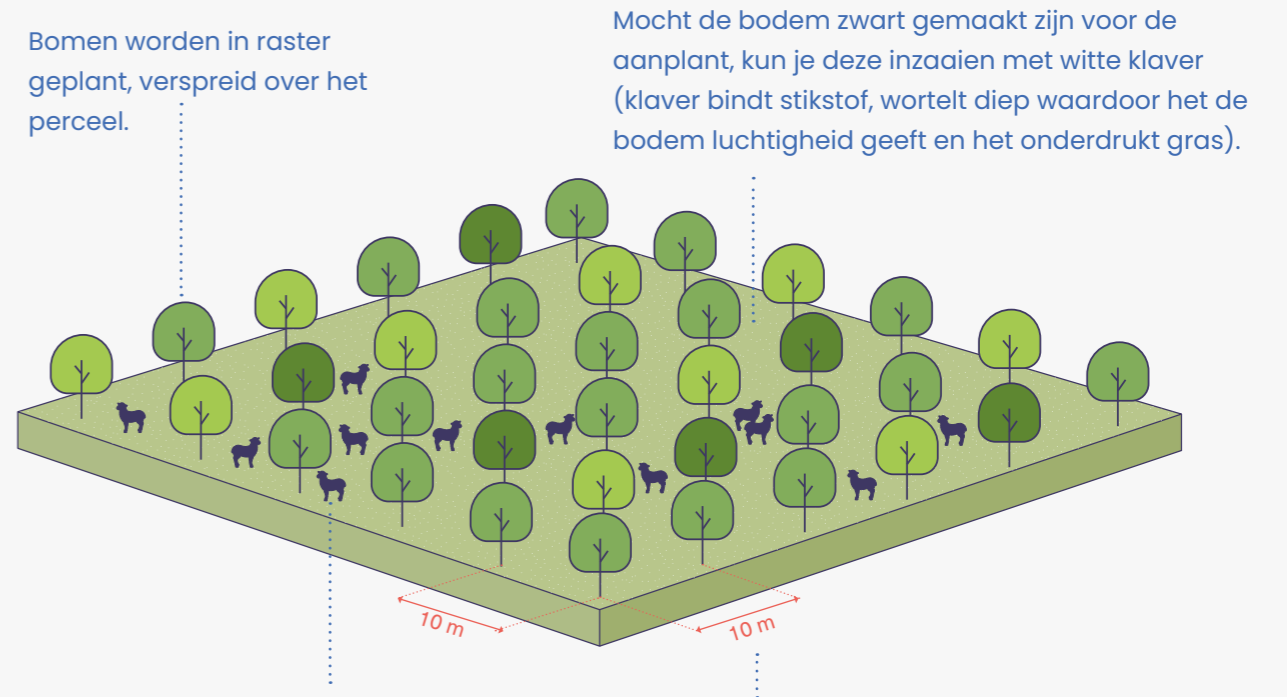 Bomen worden in raster
geplant, verspreid over het
perceel.
Mocht de bodem zwart gemaakt zijn voor de
aanplant, kun je deze inzaaien met witte klaver
(klaver bindt stikstof, wortelt diep waardoor het de
bodem luchtigheid geeft en het onderdrukt gras).
10 m
10 m